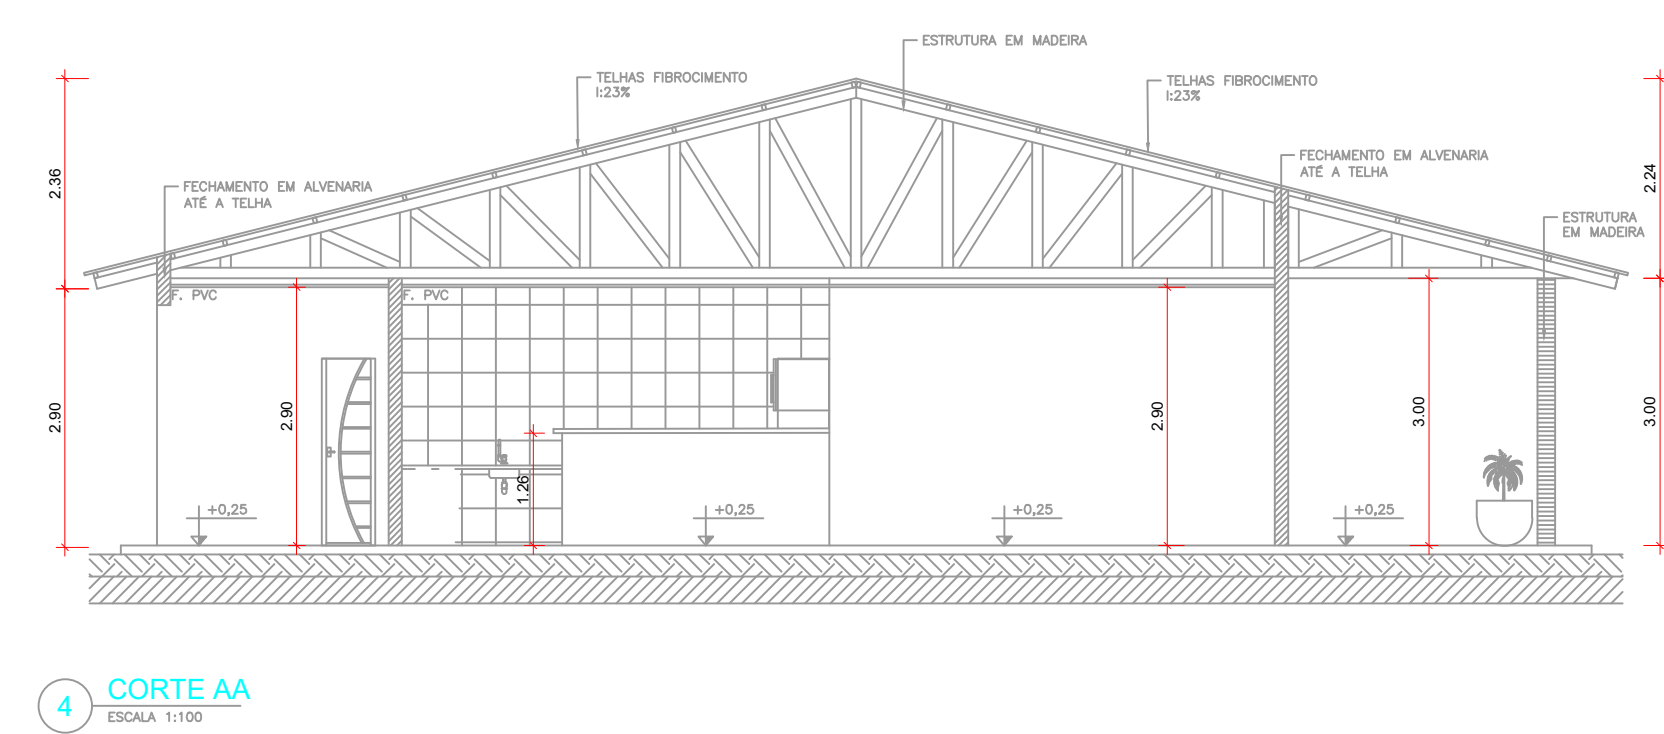 ESTRUTURA EM MADEIRA
TELHAS FIBROCIMENTO
I:23%
TELHAS FIBROCIMENTO
I:23%
FECHAMENTO EM ALVENARIA
ATÉ A TELHA
FECHAMENTO EM ALVENARIA
ATÉ A TELHA
2.36
2.24
ESTRUTURA
EM MADEIRA
F. PVC
F. PVC
2.90
2.90
2.90
3.00
3.00
1.26
+0,25
+0,25
+0,25
+0,25
4
CORTE AA
ESCALA 1:100